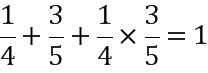 1/4 + 3/5 + 1/4 × 3/5 = 1